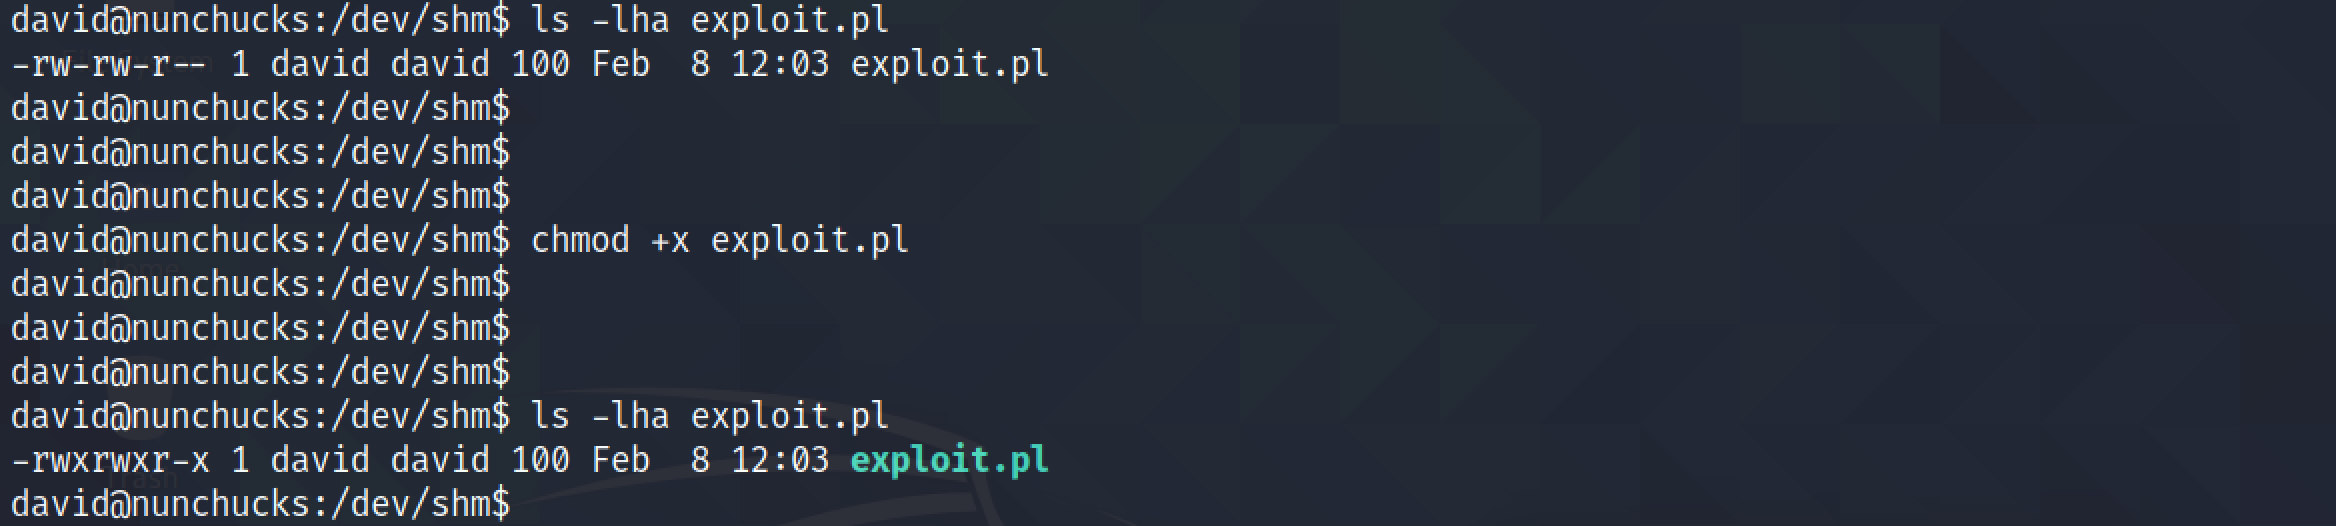 david@nunchucks:/dev/shm$ ls -lha exploit.pl
-rw-rw-r-- 1 david david 100 Feb  8 12:03 exploit.pl
david@nunchucks:/dev/shm$
david@nunchucks:/dev/shm$
david@nunchucks:/dev/shm$
david@nunchucks:/dev/shm$ chmod +x exploit.pl
david@nunchucks:/dev/shm$
david@nunchucks:/dev/shm$
david@nunchucks:/dev/shm$
david@nunchucks:/dev/shm$ ls -lha exploit.pl
-rwxrwxr-x 1 david david 100 Feb  8 12:03 exploit.pl
Trash
david@nunchucks:/dev/shm$